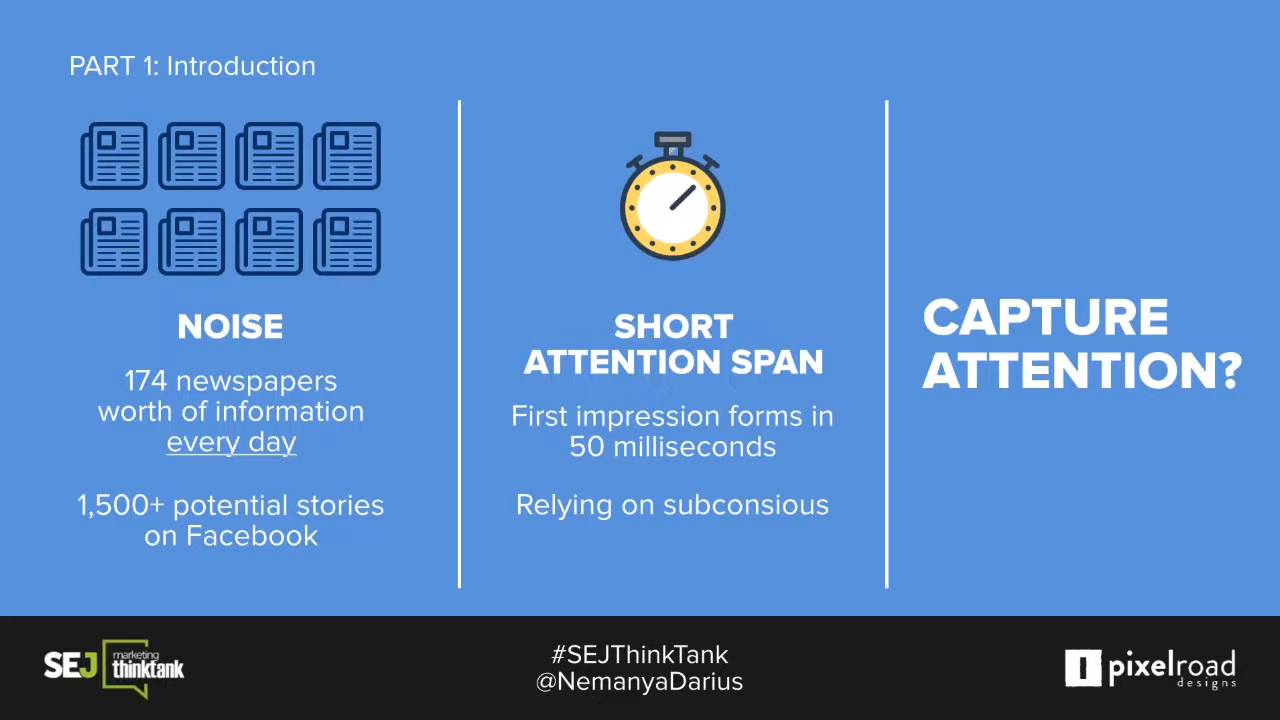 PART 1: Introduction
NOISE
174 newspapers
worth of information
every day
1,500+ potential stories
on Facebook
SHORT
ATTENTION SPAN
First impression forms in
50 milliseconds
Relying on subconsious
CAPTURE
ATTENTION?
SEJ marketing
thinktank
#SEJThinkTank
@NemanyaDarius
pixelroad
designs